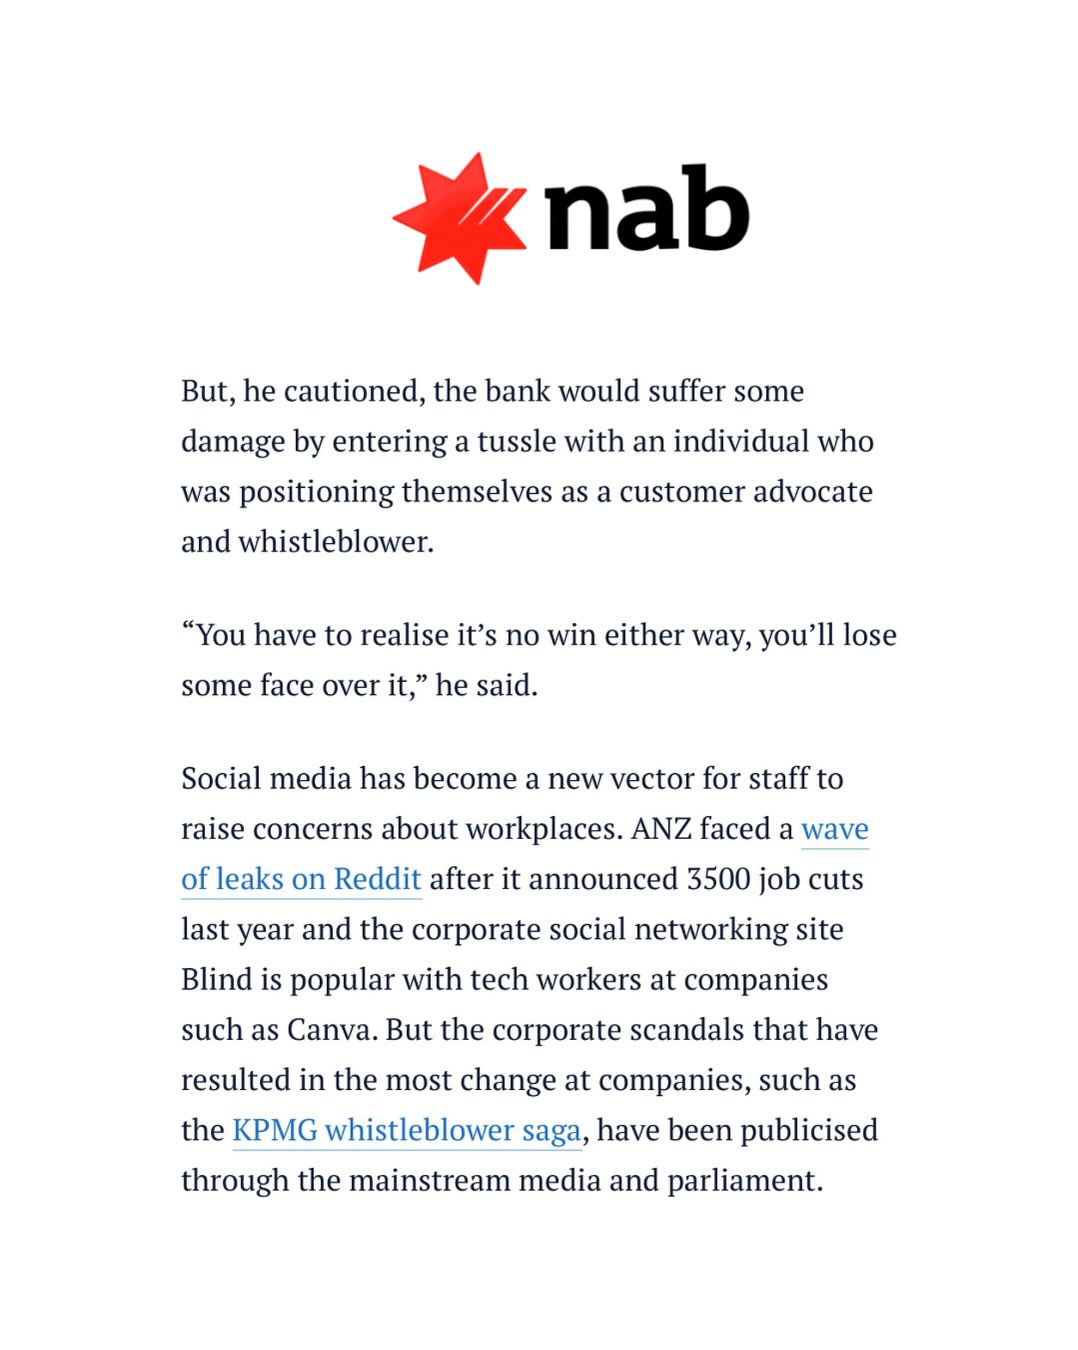 nab
But, he cautioned, the bank would suffer some
damage by entering a tussle with an individual who
was positioning themselves as a customer advocate
and whistleblower.
“You have to realise it’s no win either way, you’ll lose
some face over it,” he said.
Social media has become a new vector for staff to
raise concerns about workplaces. ANZ faced a wave
of leaks on Reddit after it announced 3500 job cuts
last year and the corporate social networking site
Blind is popular with tech workers at companies
such as Canva. But the corporate scandals that have
resulted in the most change at companies, such as
the KPMG whistleblower saga, have been publicised
through the mainstream media and parliament.